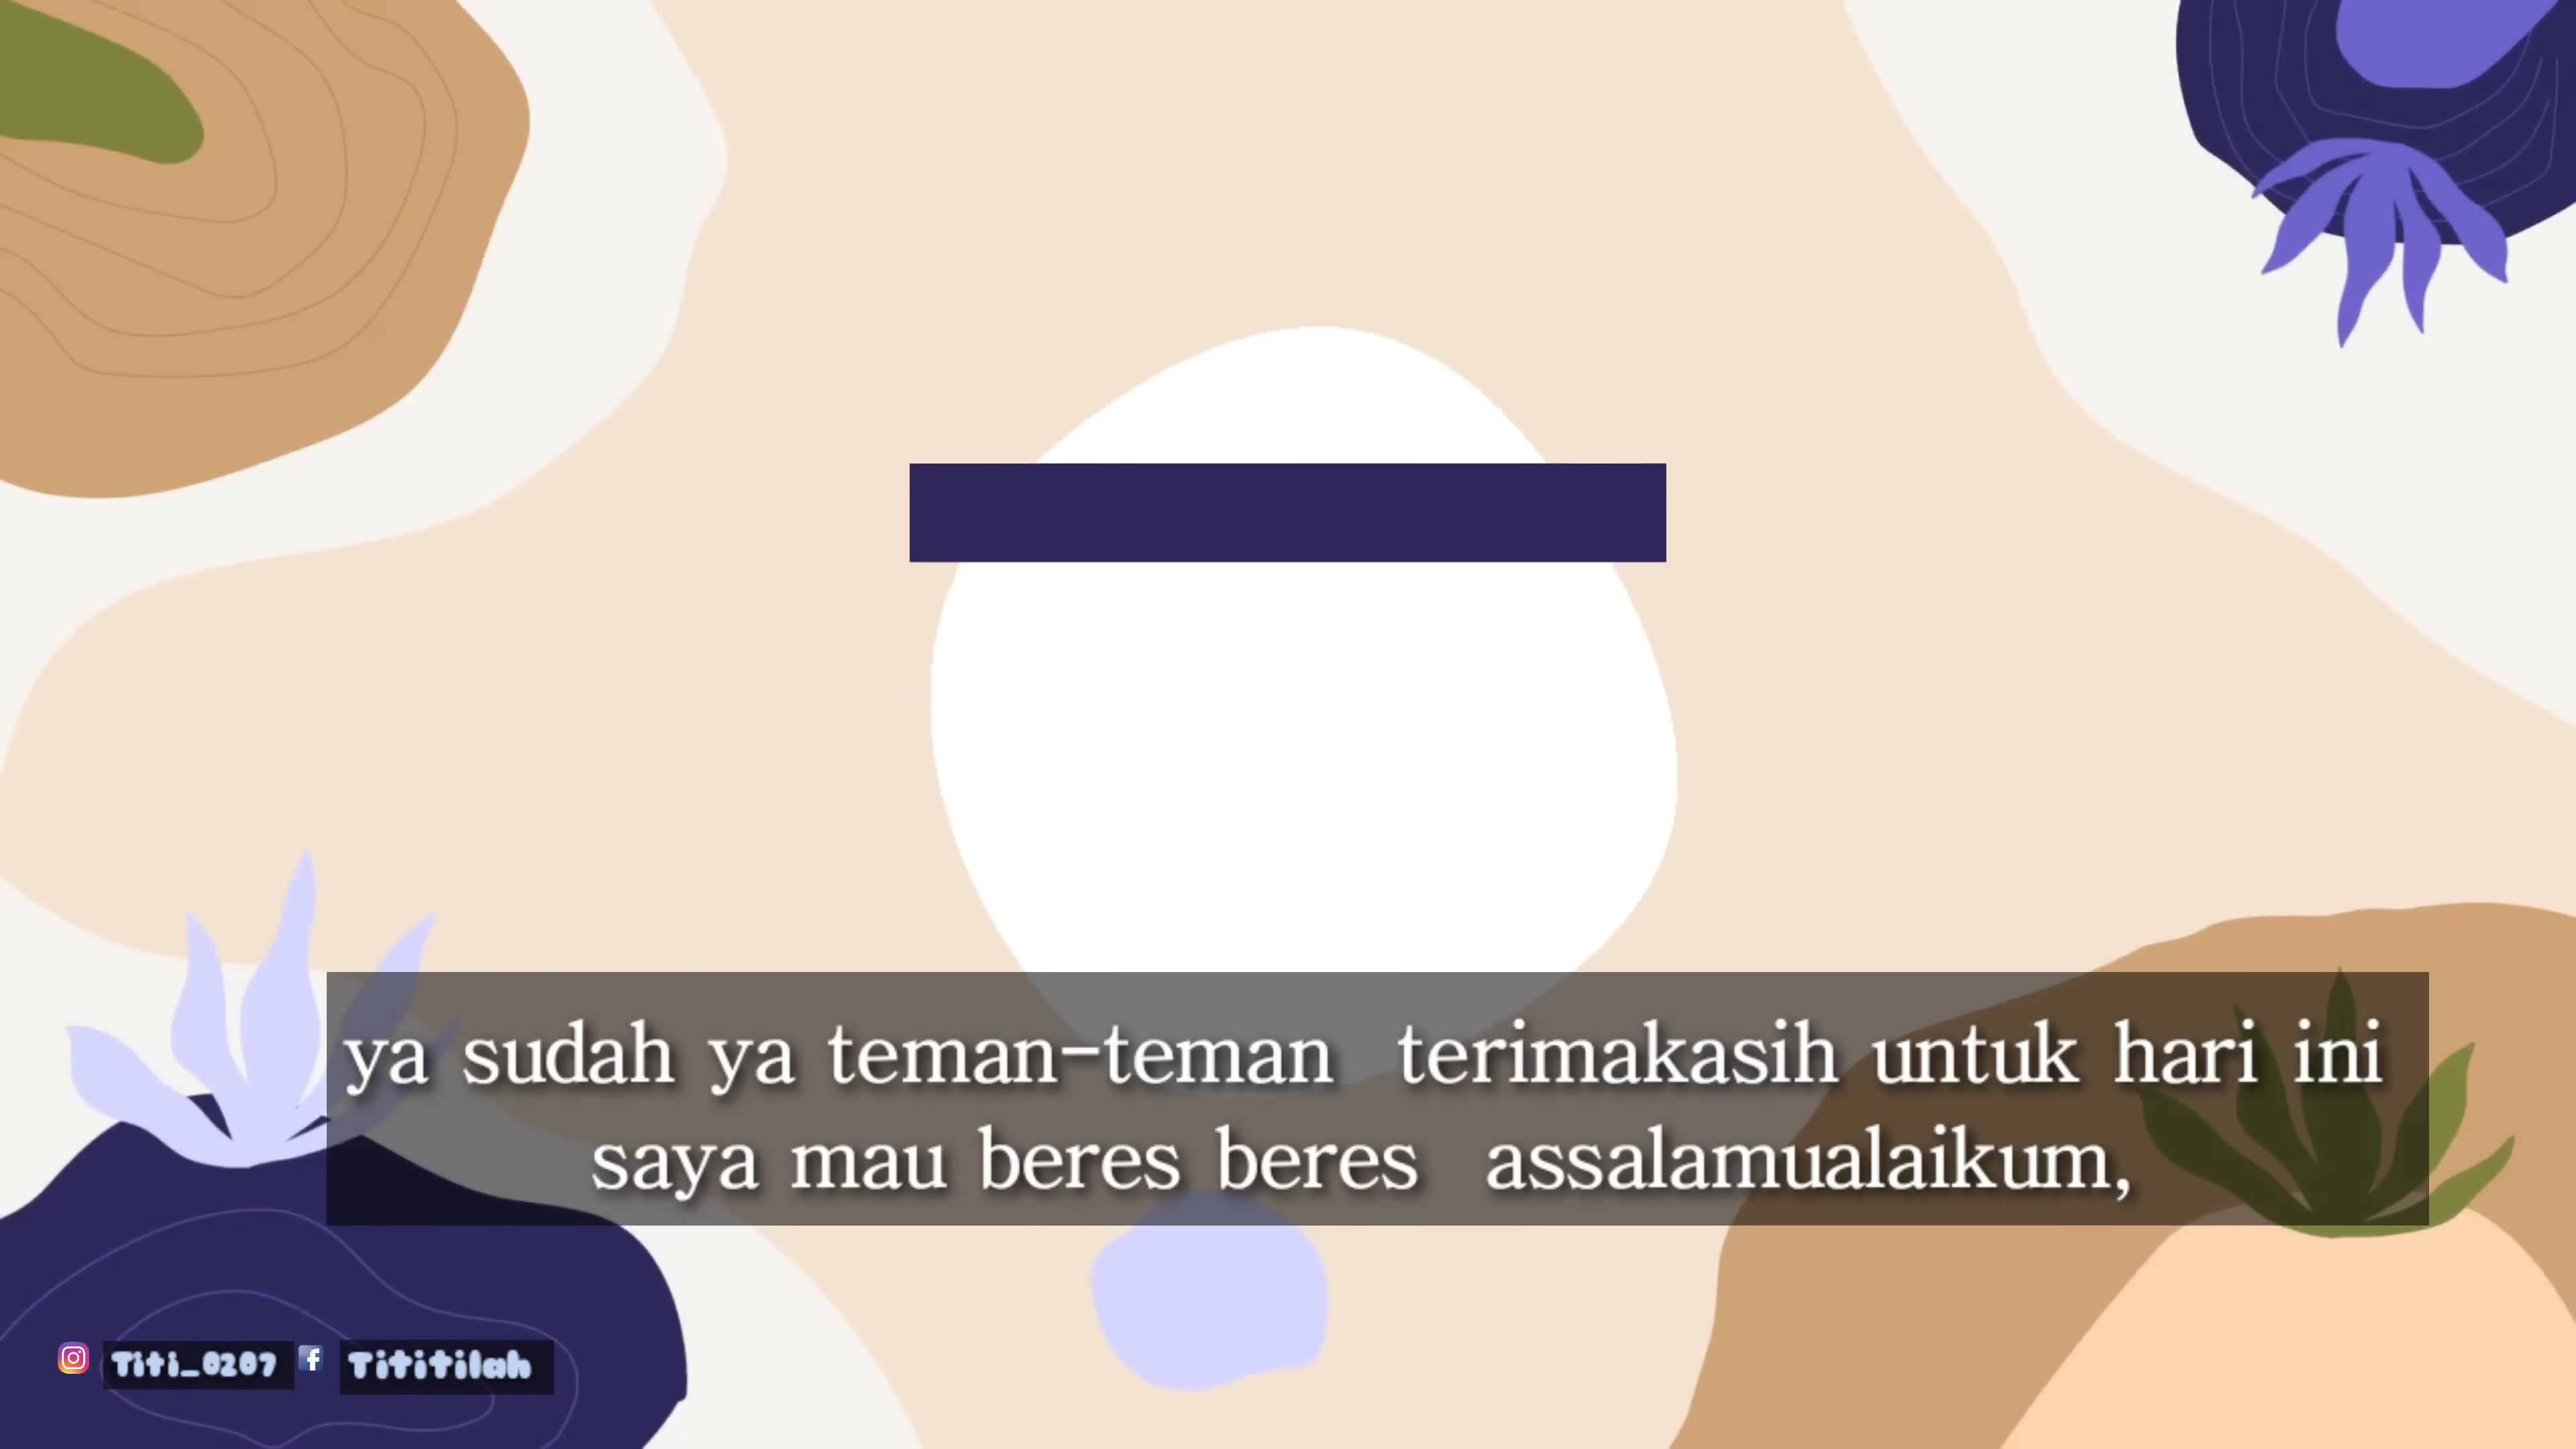 ya sudah ya teman-teman terimakasih untuk hari ini
saya mau beres beres assalamualaikum,
Titi_0207 Tititilah